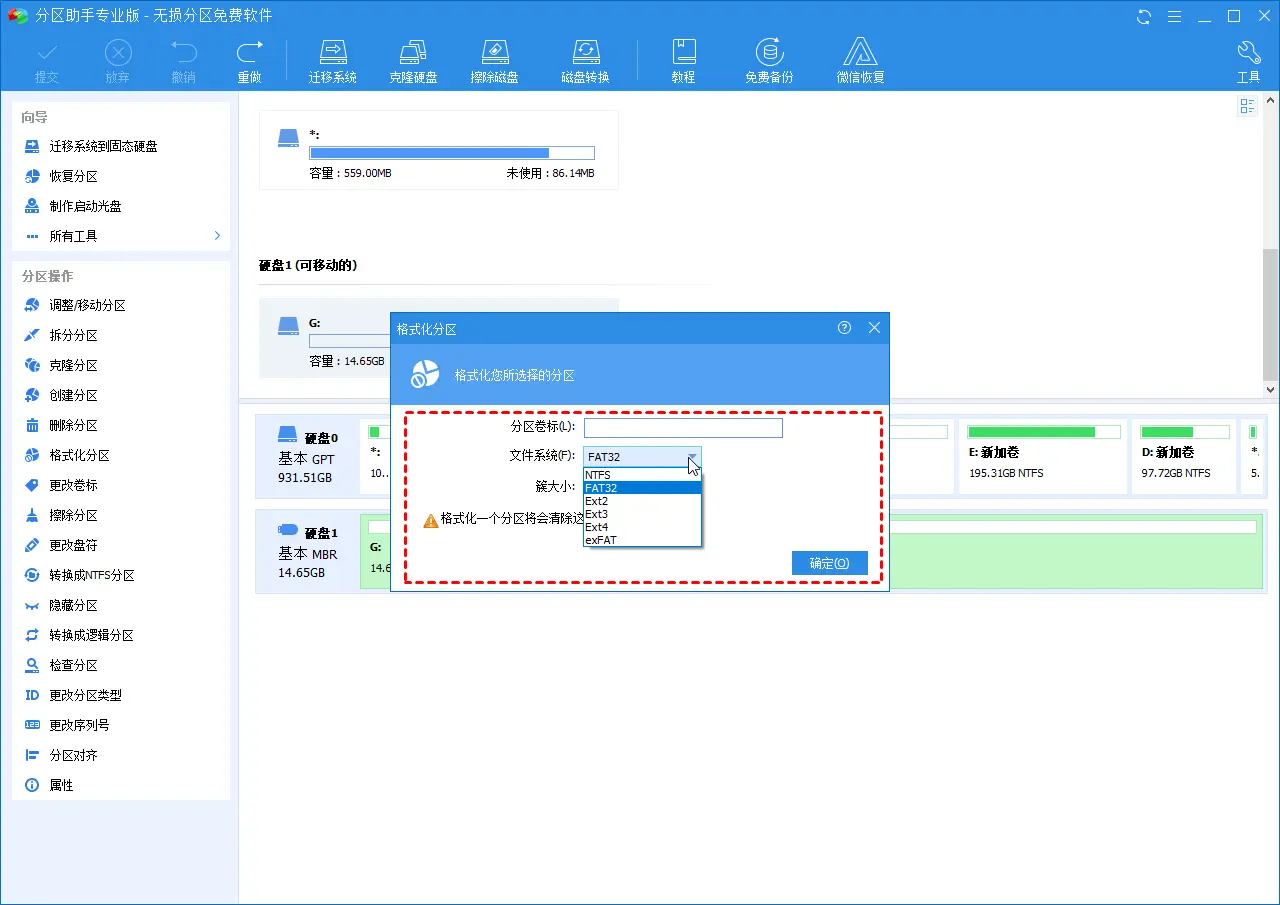 分区助手专业版 - 无损分区免费软件
提交 放弃 撤销 重做 迁移系统 克隆硬盘 擦除磁盘 磁盘转换 教程 免费备份 微信恢复 工具
向导
迁移系统到固态硬盘
恢复分区
制作启动光盘
所有工具
分区操作
调整/移动分区
拆分分区
克隆分区
创建分区
删除分区
格式化分区
更改卷标
擦除分区
更改盘符
转换成NTFS分区
隐藏分区
转换成逻辑分区
检查分区
ID 更改分区类型
123 更改序列号
分区对齐
属性
*:
容量：559.00MB 未使用：86.14MB
硬盘1 (可移动的)
G:
容量：14.65GB
硬盘0
基本 GPT
931.51GB
*:
10...
E: 新加卷
195.31GB NTFS
D: 新加卷
97.72GB NTFS
*.
5.
硬盘1
基本 MBR
14.65GB
G:
14.6
格式化分区
格式化您所选择的分区
分区卷标(L):
文件系统(F): FAT32
NTFS
FAT32
Ext2
Ext3
Ext4
exFAT
簇大小:
格式化一个分区将会清除这
确定(O)